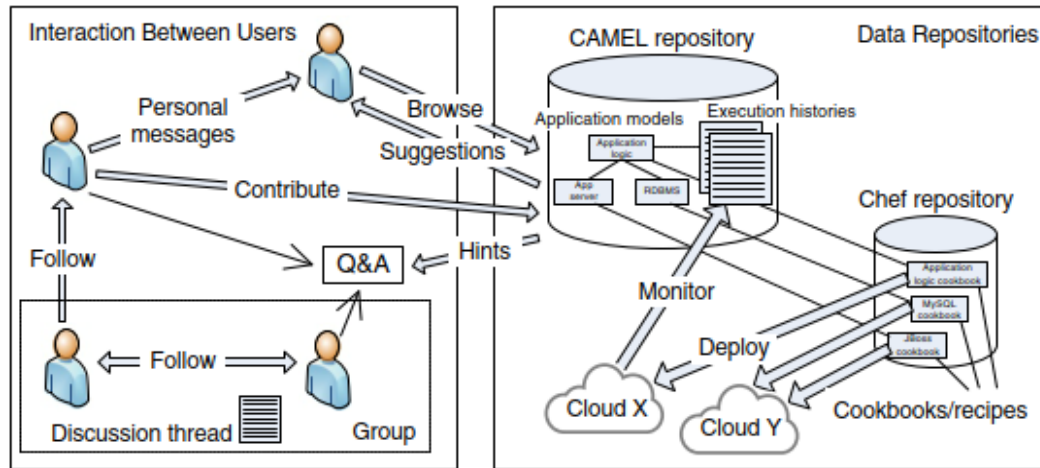 Interaction Between Users
Personal
messages
Browse
Suggestions
Contribute
Follow
Q&A
Hints
Follow
Discussion thread
Group
Data Repositories
CAMEL repository
Application models
Execution histories
Application
logic
App
server
RDBMS
Chef repository
Application
logic cookbook
MySQL
cookbook
JBoss
cookbook
Monitor
Deploy
Cloud X
Cloud Y
Cookbooks/recipes